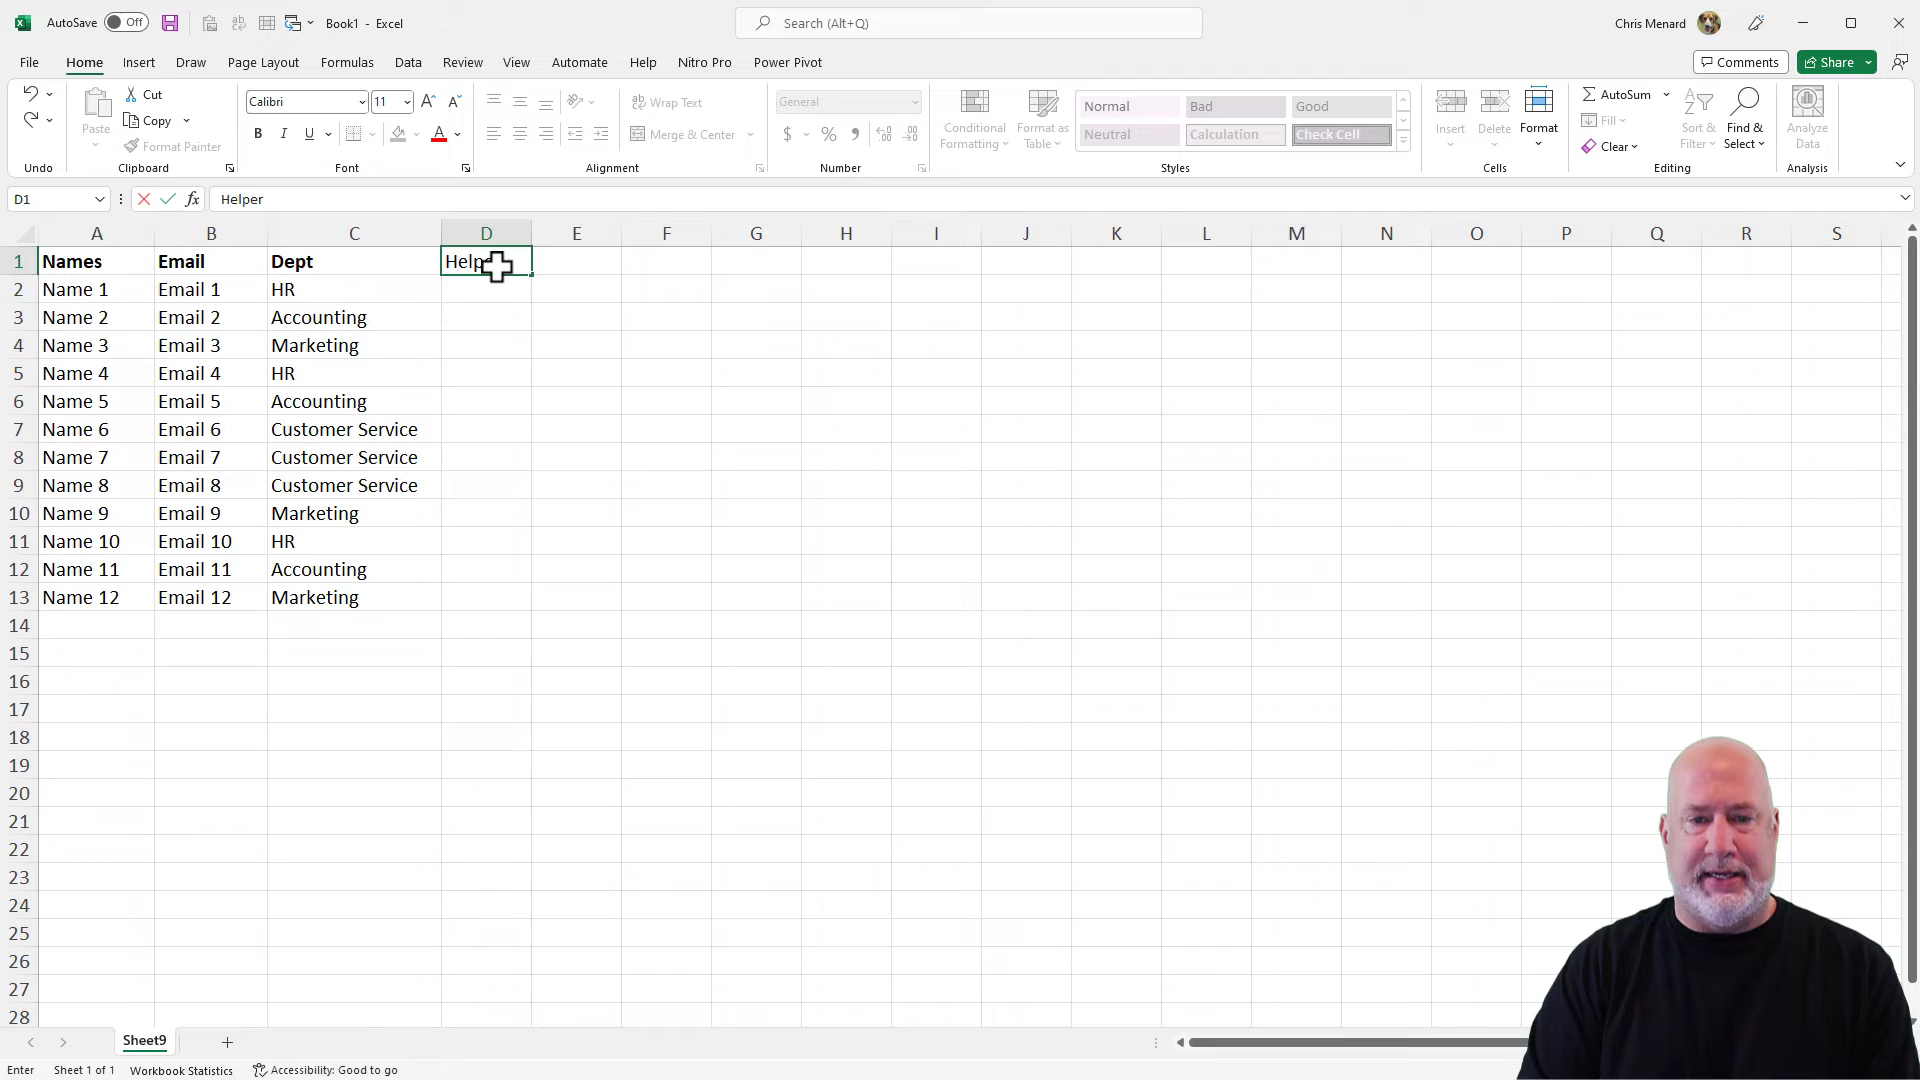 AutoSave Off Book1 - Excel Search (Alt+Q) Chris Menard
File Home Insert Draw Page Layout Formulas Data Review View Automate Help Nitro Pro Power Pivot Comments Share
Cut
Copy
Format Painter
Paste
Undo Clipboard
Calibri 11
B I U A
Font
Wrap Text
Merge & Center
Alignment
General
$ %
Number
Conditional Formatting
Format as Table
Normal Bad Good
Neutral Calculation Check Cell
Styles
Insert Delete Format
Cells
AutoSum
Fill
Clear
Sort & Filter
Find & Select
Editing
Analyze Data
Analysis
D1 fx Helper
A B C D E F G H I J K L M N O P Q R S
1 Names Email Dept
2 Name 1 Email 1 HR
3 Name 2 Email 2 Accounting
4 Name 3 Email 3 Marketing
5 Name 4 Email 4 HR
6 Name 5 Email 5 Accounting
7 Name 6 Email 6 Customer Service
8 Name 7 Email 7 Customer Service
9 Name 8 Email 8 Customer Service
10 Name 9 Email 9 Marketing
11 Name 10 Email 10 HR
12 Name 11 Email 11 Accounting
13 Name 12 Email 12 Marketing
14
15
16
17
18
19
20
21
22
23
24
25
26
27
28
Sheet9
Enter Sheet 1 of 1 Workbook Statistics Accessibility: Good to go